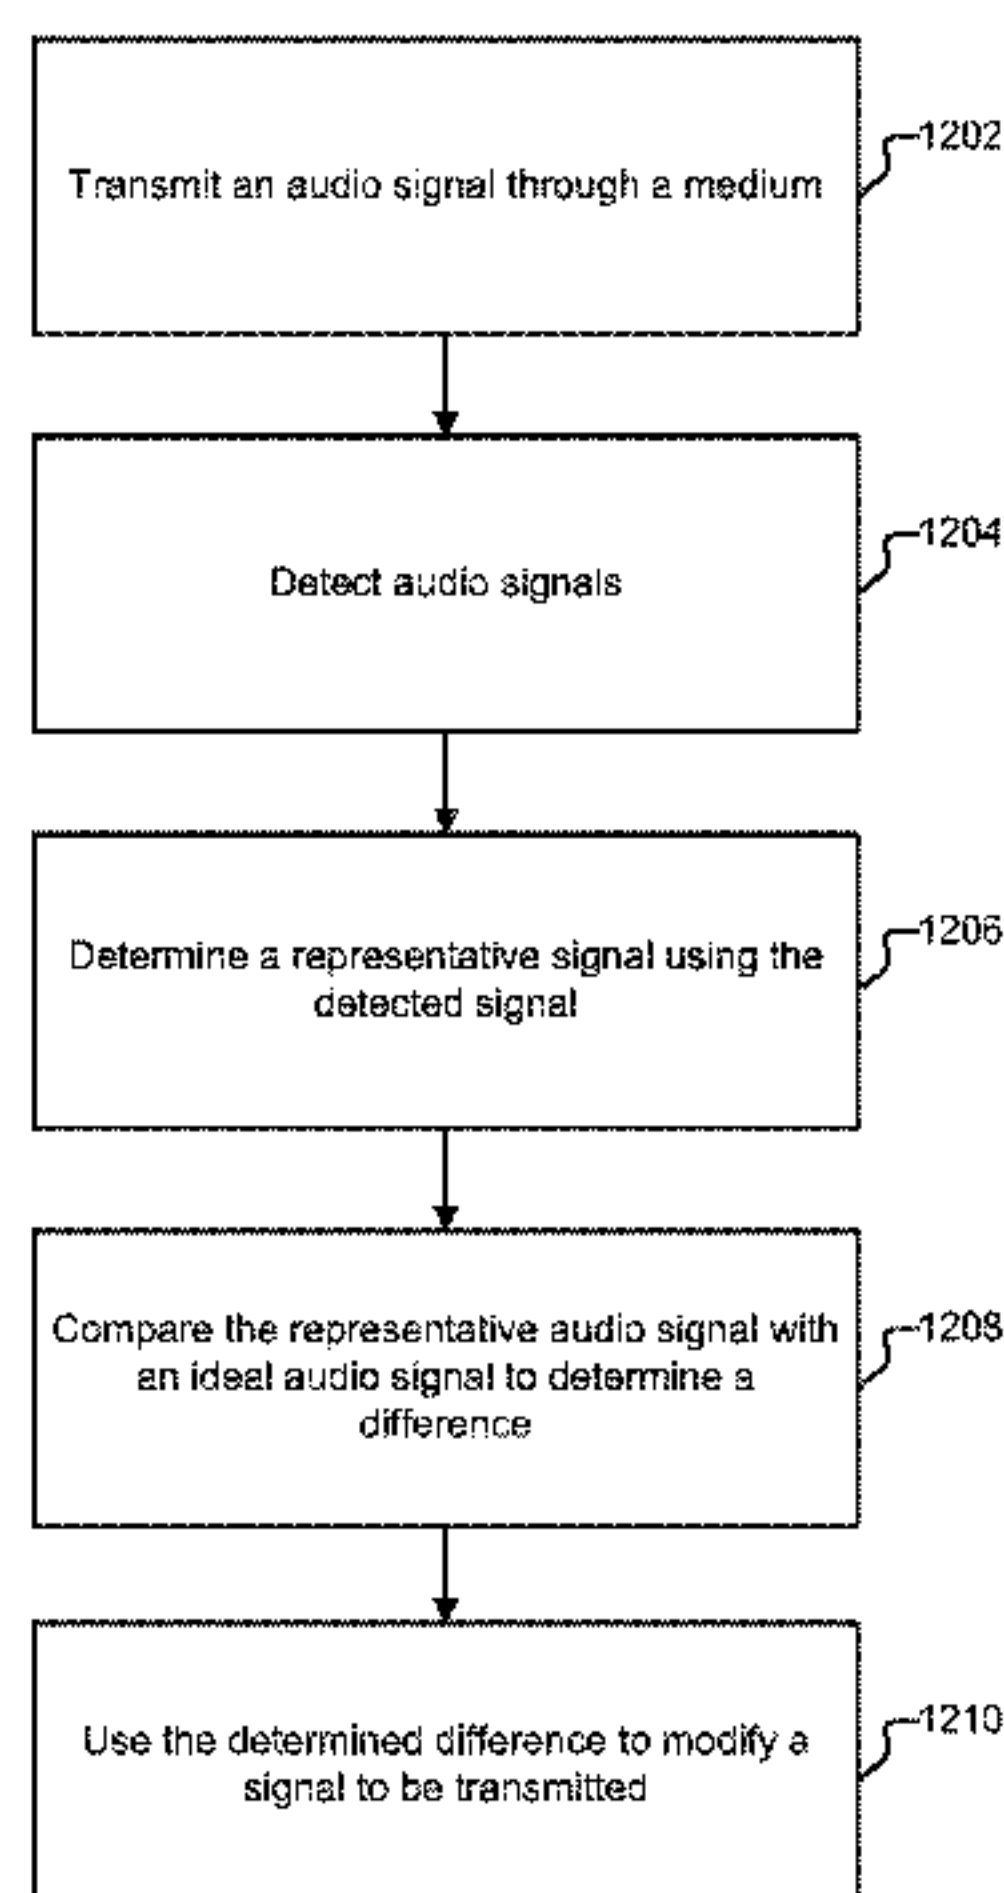 Transmit an audio signal through a medium
1202
Detect audio signals
1204
Determine a representative signal using the
detected signal
1206
Compare the representative audio signal with
an ideal audio signal to determine a
difference
1208
Use the determined difference to modify a
signal to be transmitted
1210